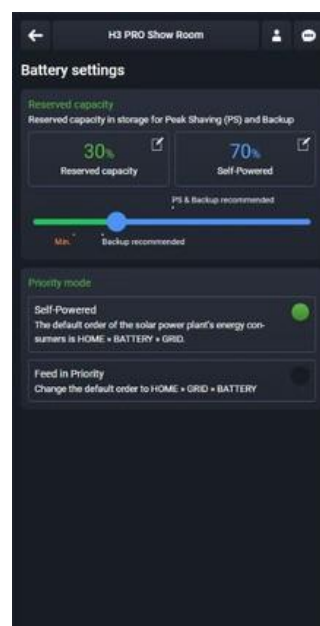 H3 PRO Show Room
Battery settings
Reserved capacity
Reserved capacity in storage for Peak Shaving (PS) and Backup
30%
Reserved capacity
70%
Self-Powered
PS & Backup recommended
Min.
Backup recommended
Priority mode
Self-Powered
The default order of the solar power plant's energy con-
sumers is HOME » BATTERY » GRID.
Feed in Priority
Change the default order to HOME » GRID » BATTERY